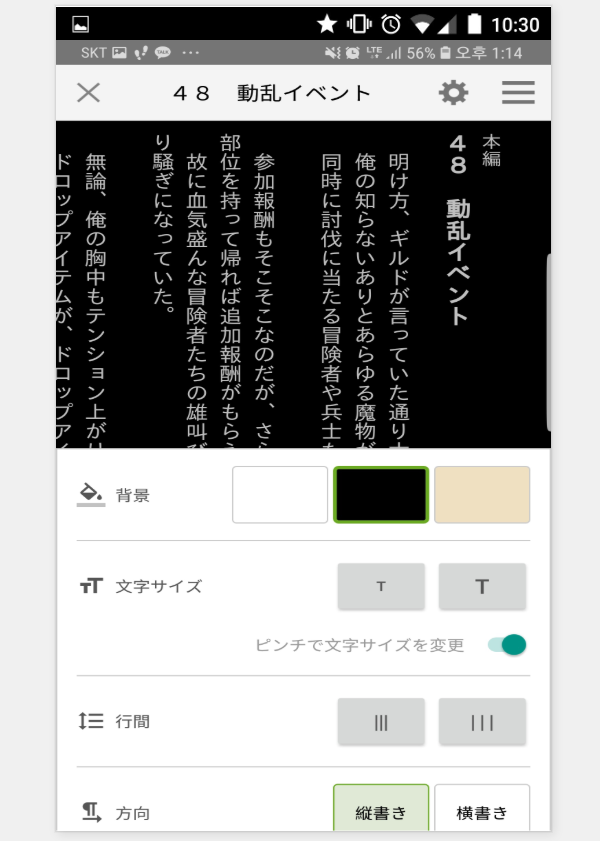 10:30
SKT ... LTE 56% 오후 1:14
48 動乱イベント
本編
48 動乱イベント
明け方、ギルドが言っていた通り大
俺の知らないありとあらゆる魔物が
同時に討伐に当たる冒険者や兵士も
参加報酬もそこそこなのだが、さら
部位を持って帰れば追加報酬がもらえ
故に血気盛んな冒険者たちの雄叫び
り騒ぎになっていた。
無論、俺の胸中もテンション上がり
ドロップアイテムが、ドロップアイ
背景
文字サイズ
T T
ピンチで文字サイズを変更
行間
方向
縦書き 横書き